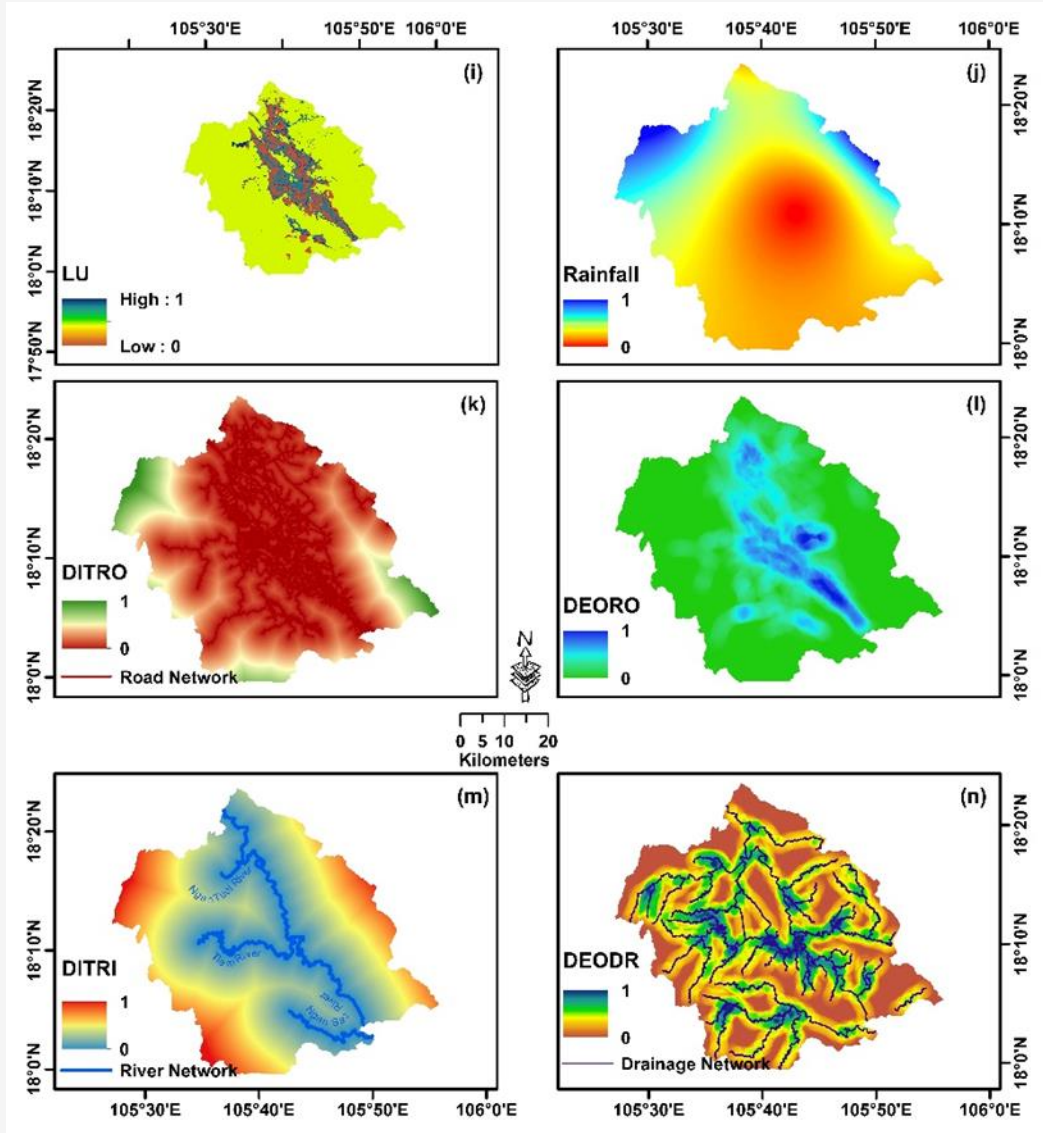 105°30'E 105°50'E 106°0'E
105°30'E 105°40'E 105°50'E 106°0'E
(i)
18°20'N
18°10'N
18°0'N
17°50'N
LU
High : 1
Low : 0
(j)
18°20'N
18°10'N
18°0'N
Rainfall
1
0
(k)
18°20'N
18°10'N
18°0'N
DITRO
1
0
Road Network
(l)
18°20'N
18°10'N
18°0'N
DEORO
1
0
N
0 5 10 20
Kilometers
(m)
18°20'N
18°10'N
18°0'N
River
River
River
Ngan
DITRI
1
0
River Network
(n)
18°20'N
18°10'N
18°0'N
DEODR
1
0
Drainage Network
105°30'E 105°40'E 105°50'E 106°0'E
105°30'E 105°40'E 105°50'E 106°0'E